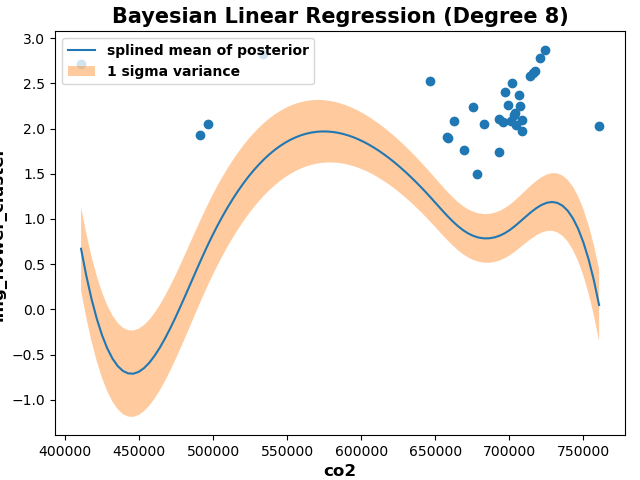 Bayesian Linear Regression (Degree 8)
splined mean of posterior
1 sigma variance
3.0
2.5
2.0
1.5
1.0
0.5
0.0
−0.5
−1.0
400000 450000 500000 550000 600000 650000 700000 750000
co2